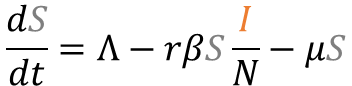 dS/dt = Λ − rβS I/N − μS